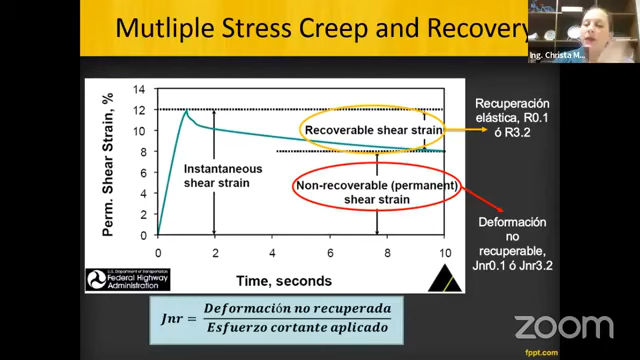 Mutliple Stress Creep and Recovery
Ing. Christa M...
14
12
10
8
6
4
2
0
Perm. Shear Strain, %
Recoverable shear strain
Instantaneous
shear strain
Non-recoverable (permanent)
shear strain
0
2
4
6
8
10
Time, seconds
U.S. Department of Transportation
Federal Highway
Administration
Recuperación
elástica, R0.1
ó R3.2
Deformación
no
recuperable,
Jnr0.1 ó Jnr3.2
Jnr = Deformación no recuperada
Esfuerzo cortante aplicado
zoom
fppt.com